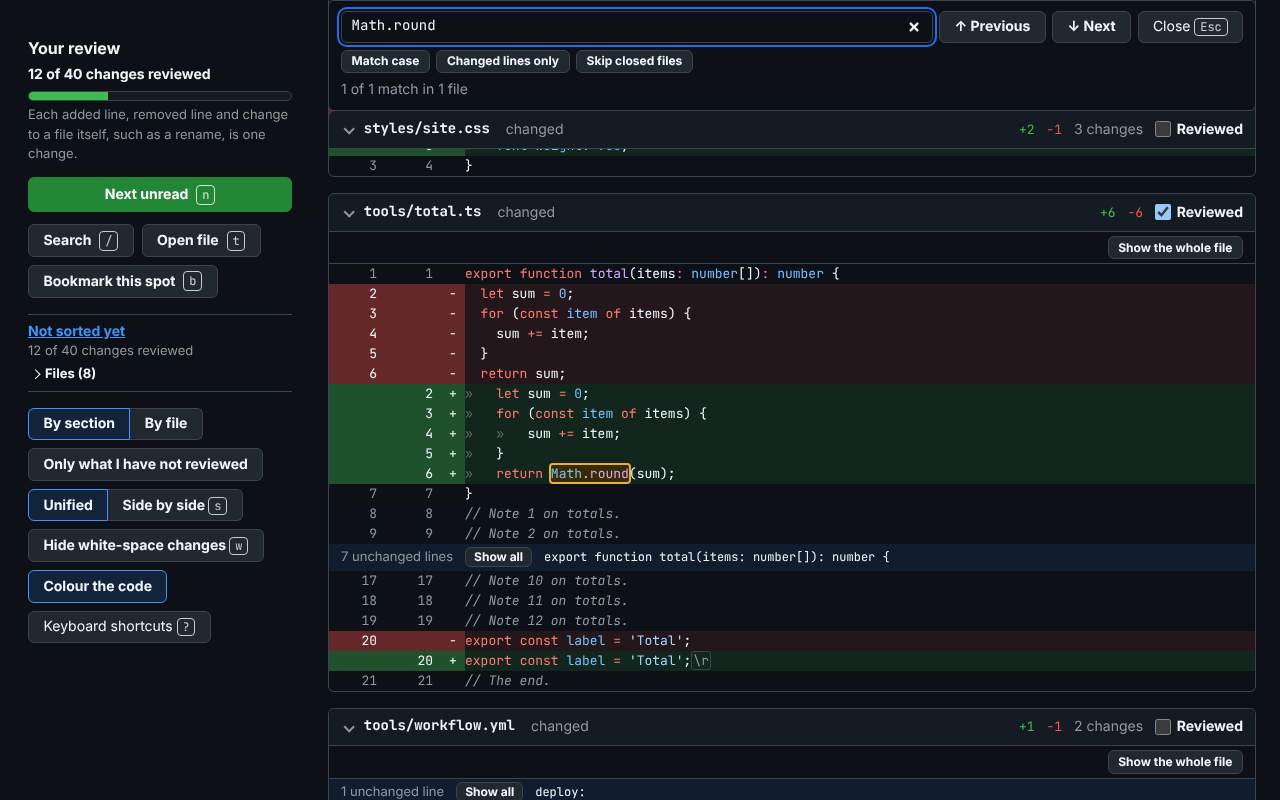 Your review
12 of 40 changes reviewed
Each added line, removed line and change
to a file itself, such as a rename, is one
change.
Next unread n
Search / Open file t
Bookmark this spot b
Not sorted yet
12 of 40 changes reviewed
Files (8)
By section By file
Only what I have not reviewed
Unified Side by side s
Hide white-space changes w
Colour the code
Keyboard shortcuts ?
Math.round × ↑ Previous ↓ Next Close Esc
Match case Changed lines only Skip closed files
1 of 1 match in 1 file
styles/site.css changed +2 -1 3 changes Reviewed
3 4 }
tools/total.ts changed +6 -6 Reviewed
Show the whole file
1 1 export function total(items: number[]): number {
2 - let sum = 0;
3 - for (const item of items) {
4 - sum += item;
5 - }
6 - return sum;
2 + » let sum = 0;
3 + » for (const item of items) {
4 + » » sum += item;
5 + » }
6 + » return Math.round(sum);
7 7 }
8 8 // Note 1 on totals.
9 9 // Note 2 on totals.
7 unchanged lines Show all export function total(items: number[]): number {
17 17 // Note 10 on totals.
18 18 // Note 11 on totals.
19 19 // Note 12 on totals.
20 - export const label = 'Total';
20 + export const label = 'Total';\r
21 21 // The end.
tools/workflow.yml changed +1 -1 2 changes Reviewed
Show the whole file
1 unchanged line Show all deploy: